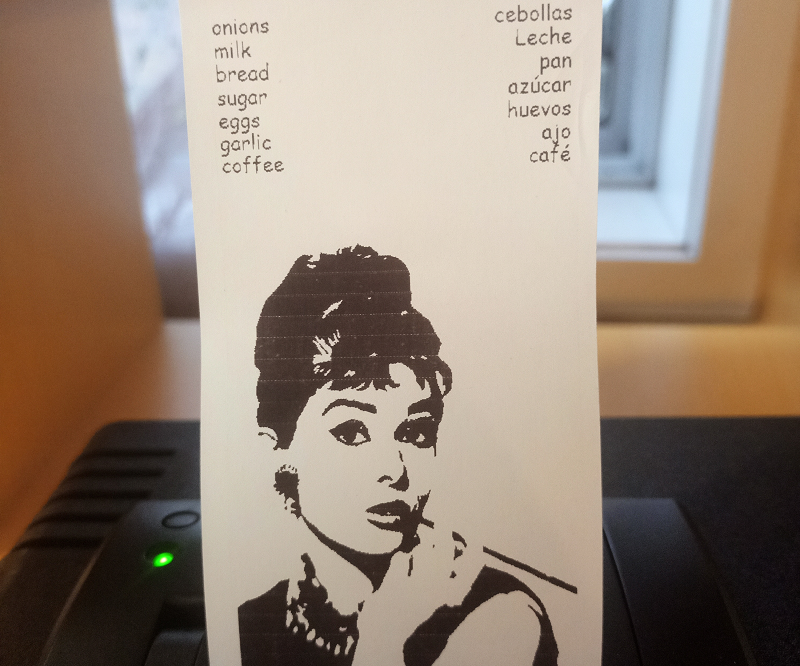 onions cebollas
milk Leche
bread pan
sugar azúcar
eggs huevos
garlic ajo
coffee café